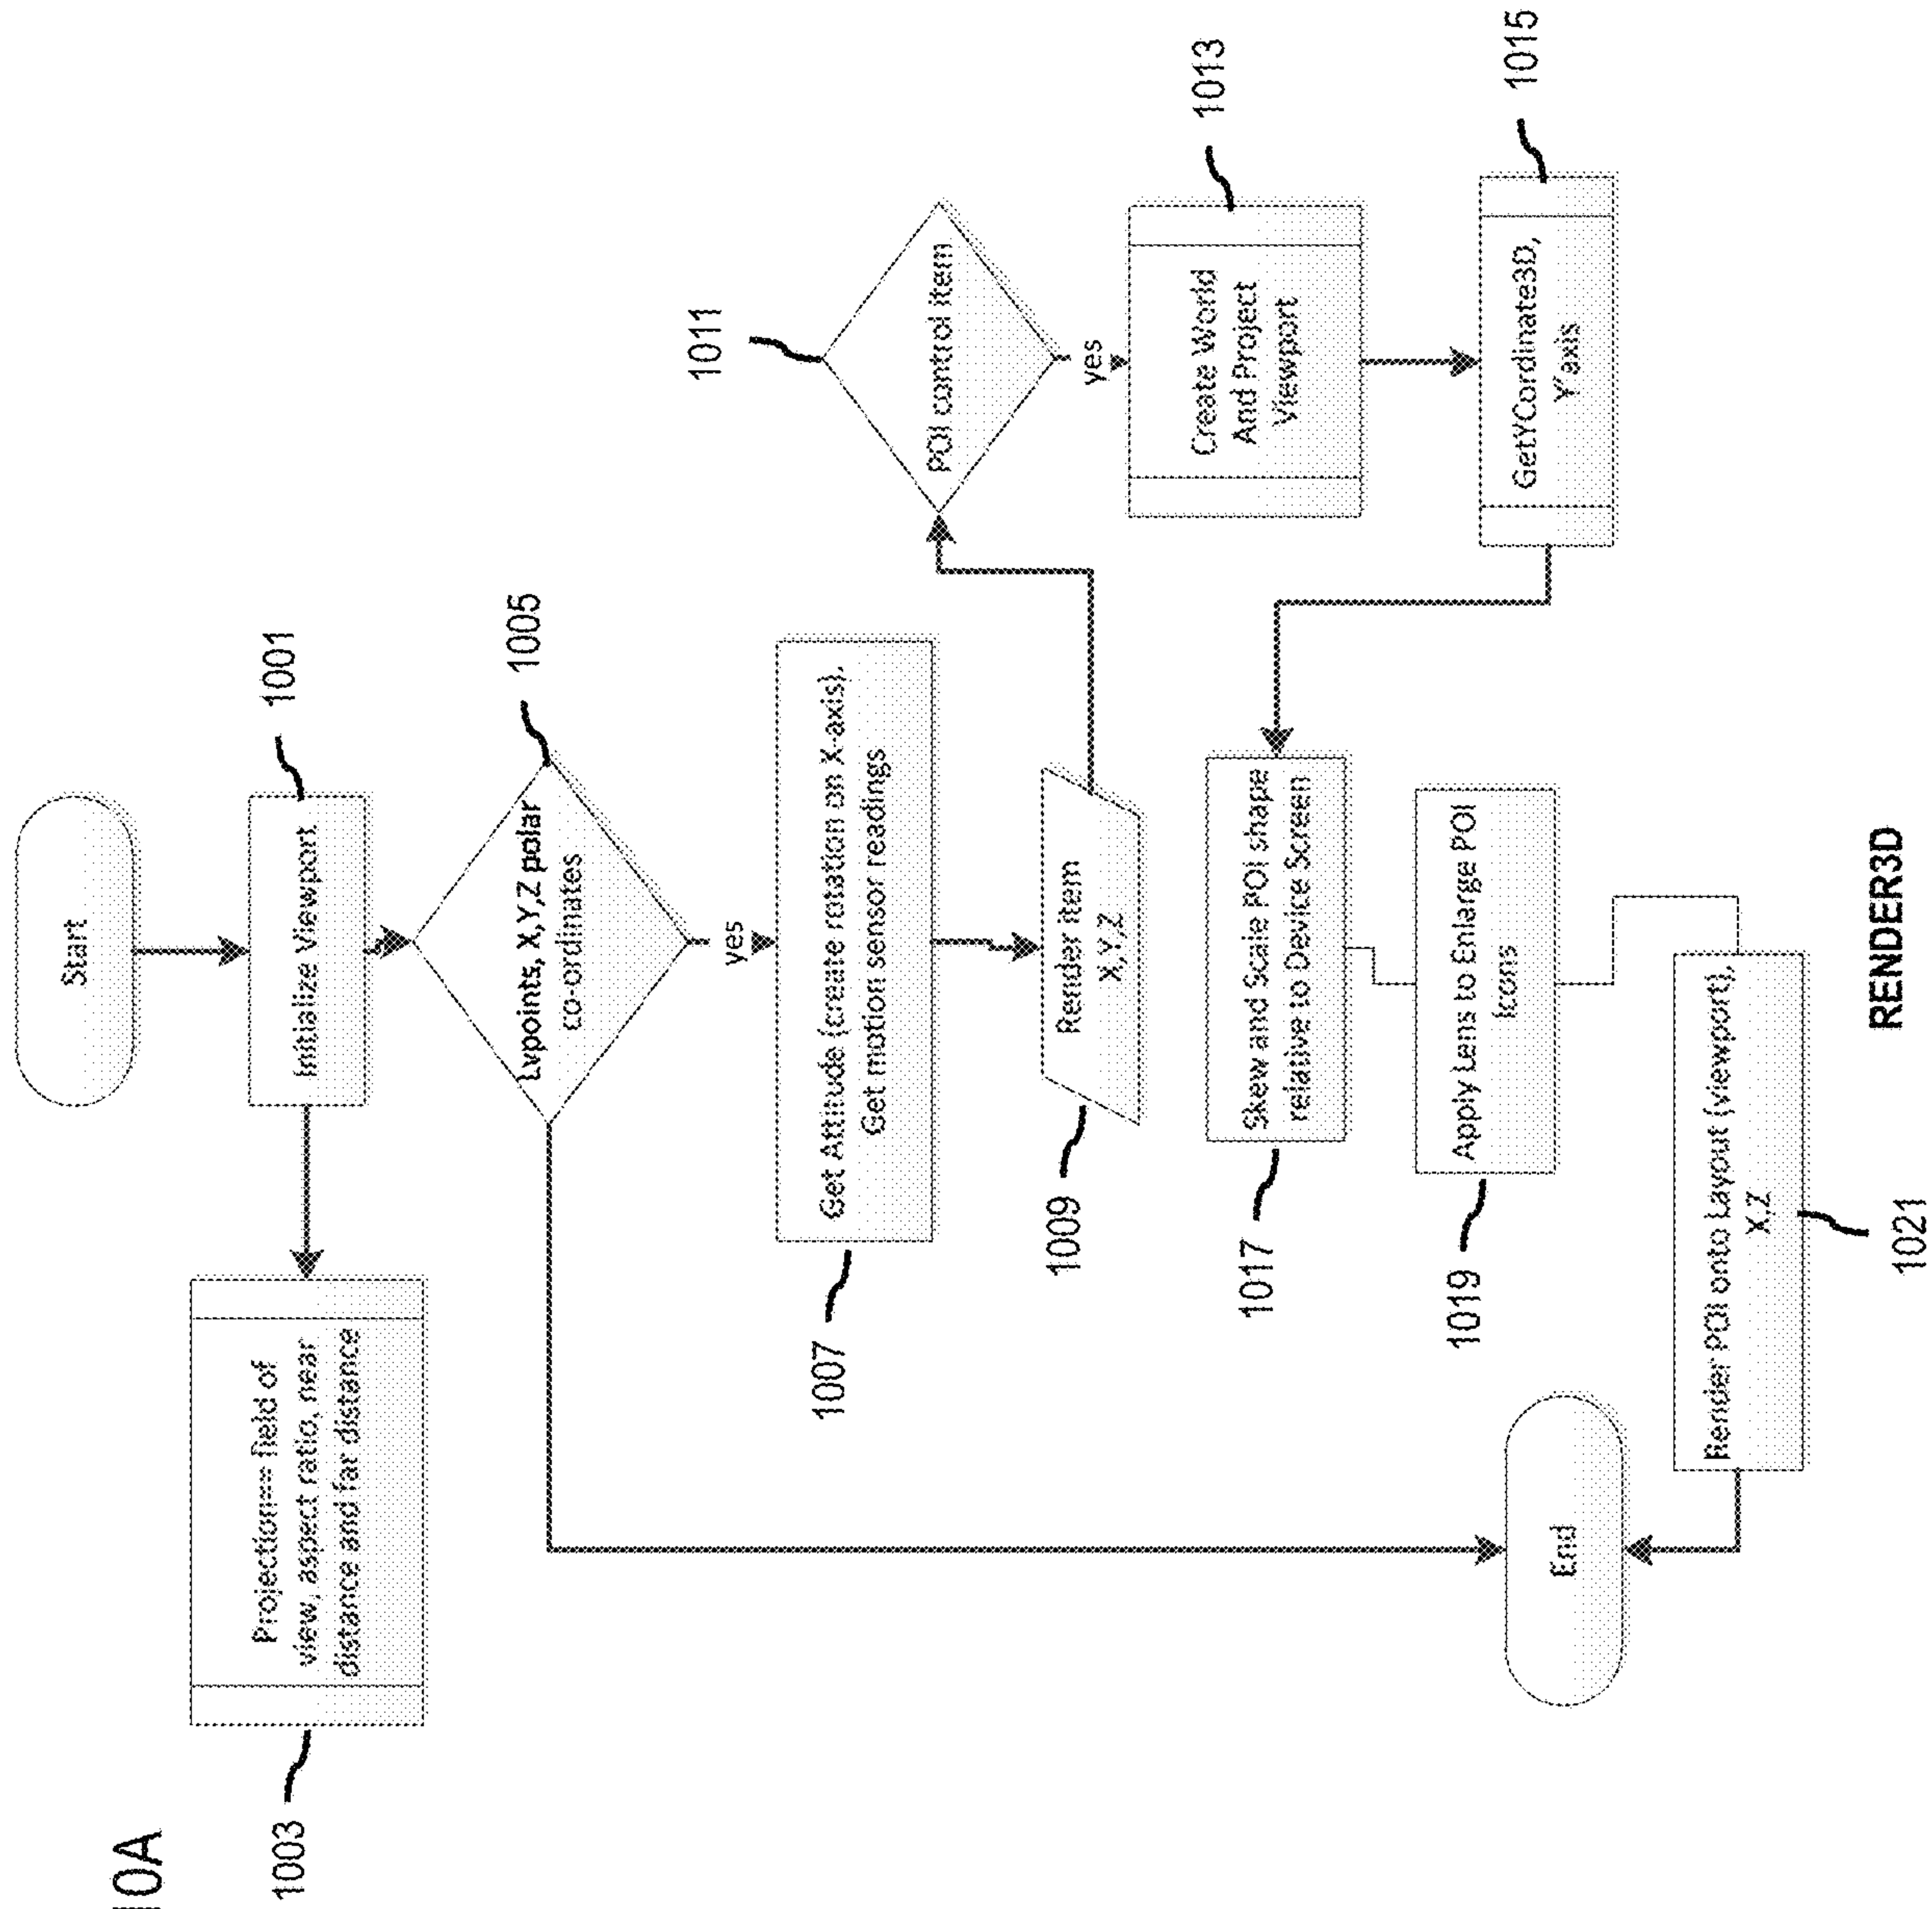 0A
Start
1001
Initialize Viewport
1003
Projection== field of
view, aspect ratio, near
distance and far distance
1005
Lvpoints, X,Y,Z polar
co-ordinates
yes
1007
Get Attitude (create rotation on X-axis).
Get motion sensor readings
1009
Render item
X,Y,Z
1011
POI control item
yes
1013
Create World
And Project
Viewport
1015
GetYCordinate3D,
Y axis
1017
Skew and Scale POI shape
relative to Device Screen
1019
Apply Lens to Enlarge POI
Icons
1021
Render POI onto Layout (viewport),
X,Z
End
RENDER3D